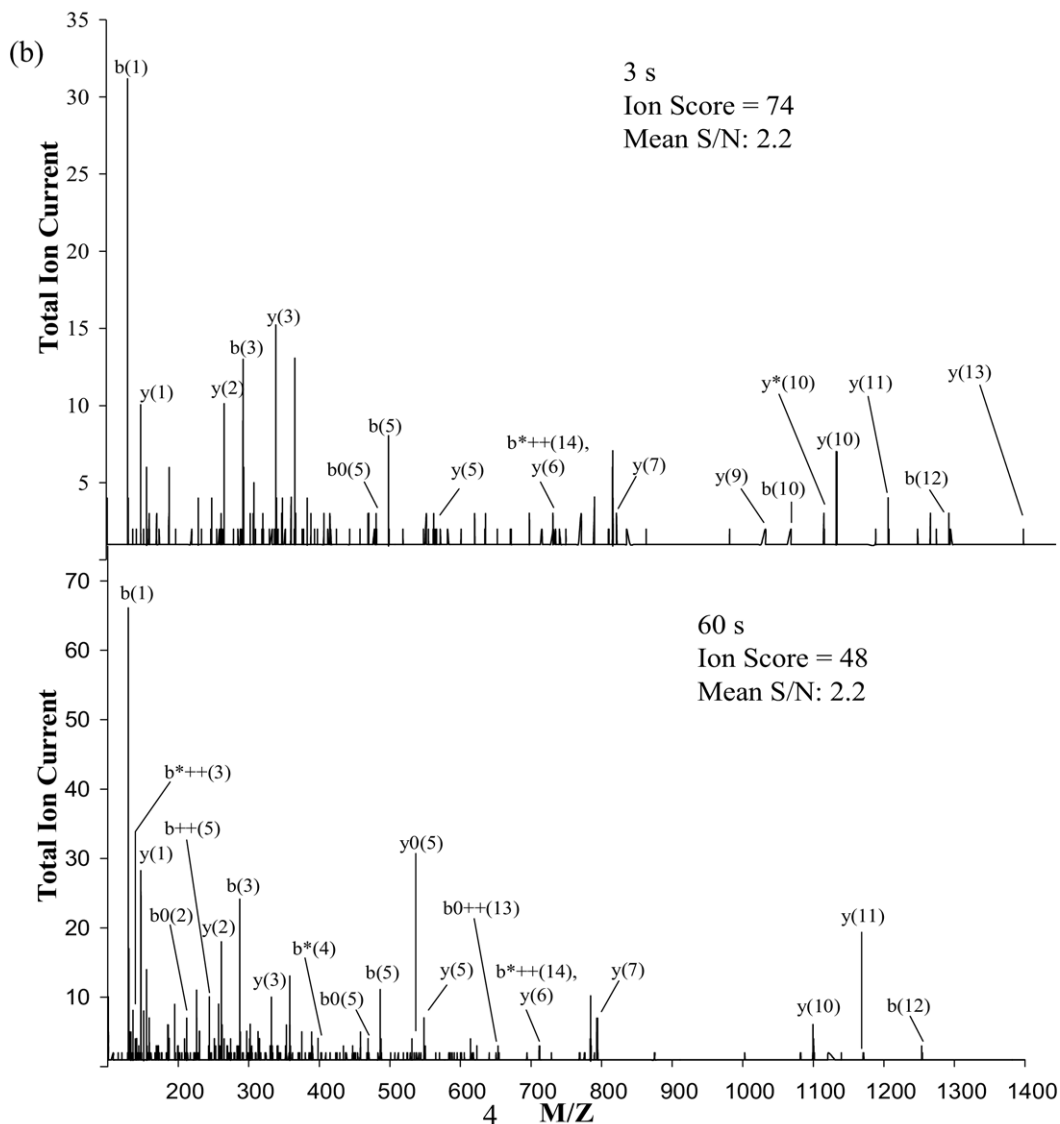 (b)
35
30
25
20
15
10
5
Total Ion Current
3 s
Ion Score = 74
Mean S/N: 2.2
b(1)
y(1)
y(2)
b(3)
y(3)
b0(5)
b(5)
y(5)
b*++(14),
y(6)
y(7)
y(9)
b(10)
y*(10)
y(10)
y(11)
b(12)
y(13)
70
60
50
40
30
20
10
Total Ion Current
60 s
Ion Score = 48
Mean S/N: 2.2
b(1)
b*++(3)
b++(5)
y(1)
b0(2)
y(2)
b(3)
y(3)
b*(4)
b0(5)
b(5)
y0(5)
y(5)
b0++(13)
b*++(14),
y(6)
y(7)
y(10)
y(11)
b(12)
200 300 400 500 600 700 800 900 1000 1100 1200 1300 1400
4
M/Z